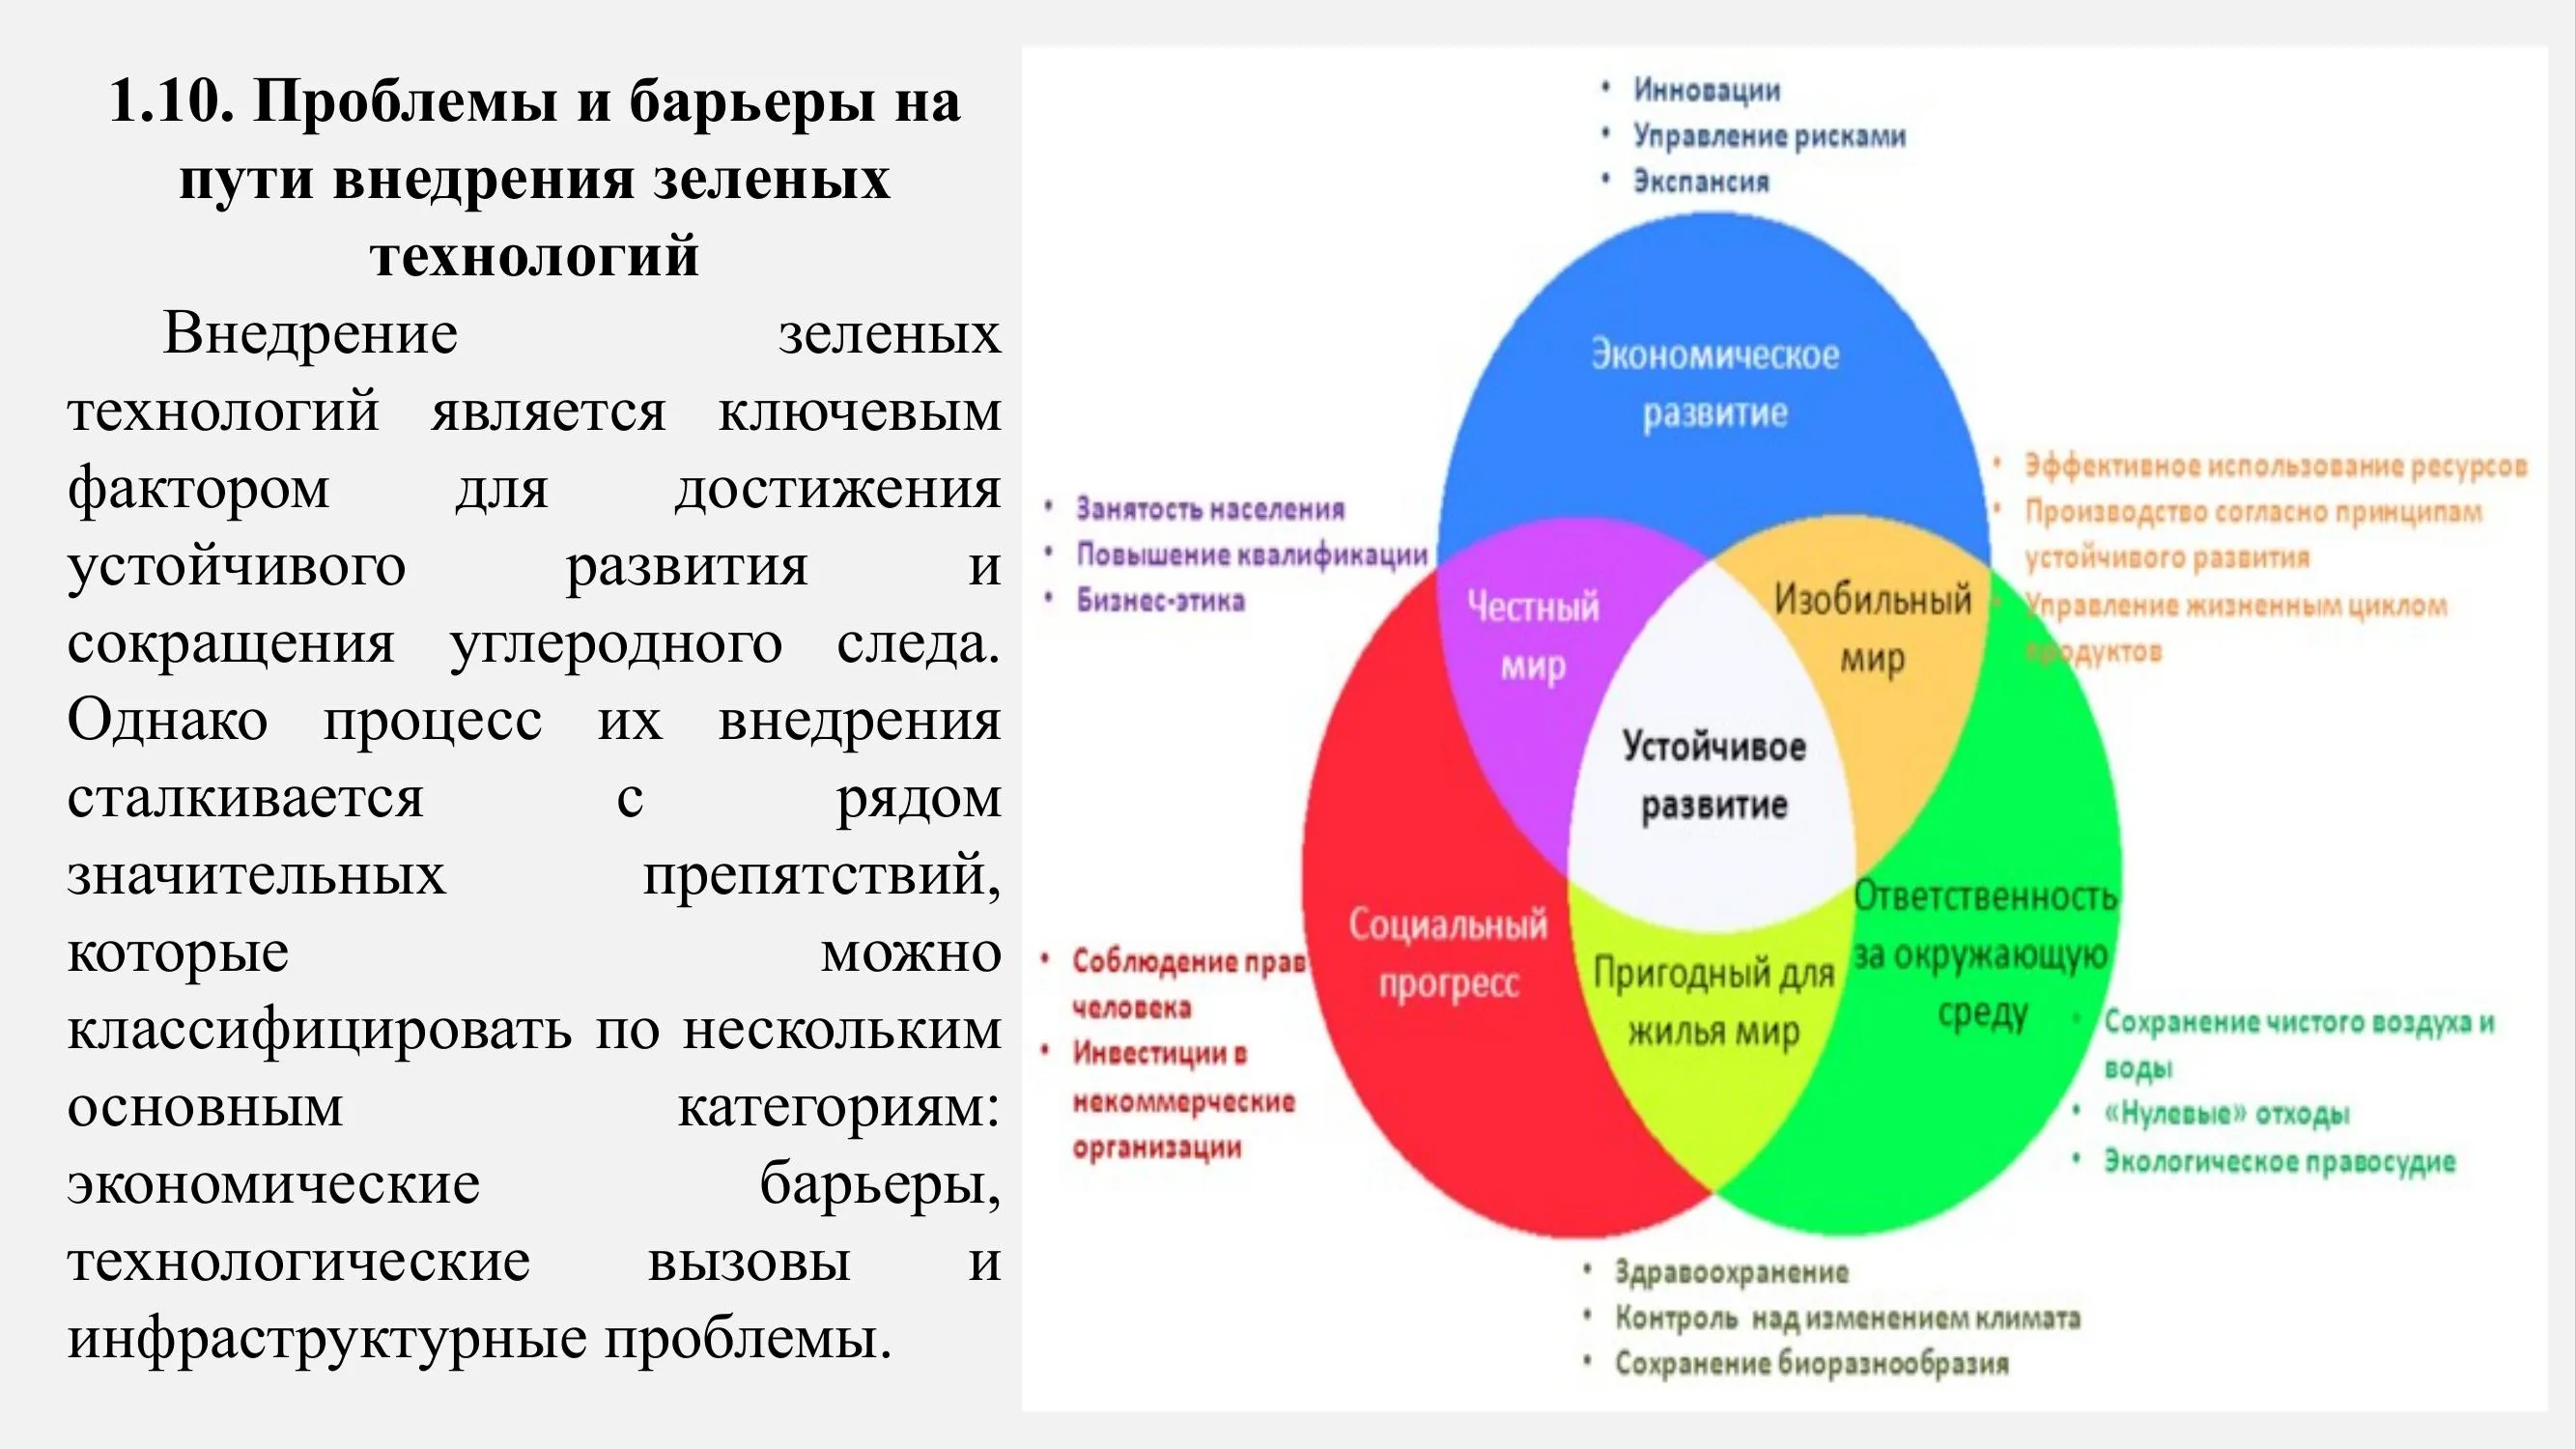 1.10. Проблемы и барьеры на
пути внедрения зеленых
технологий
Внедрение зеленых
технологий является ключевым
фактором для достижения
устойчивого развития и
сокращения углеродного следа.
Однако процесс их внедрения
сталкивается с рядом
значительных препятствий,
которые можно
классифицировать по нескольким
основным категориям:
экономические барьеры,
технологические вызовы и
инфраструктурные проблемы.
• Инновации
• Управление рисками
• Экспансия
Экономическое
развитие
• Занятость населения
• Повышение квалификации
• Бизнес-этика
• Эффективное использование ресурсов
• Производство согласно принципам
устойчивого развития
• Управление жизненным циклом
продуктов
Честный
мир
Изобильный
мир
Устойчивое
развитие
Социальный
прогресс
Пригодный для
жилья мир
Ответственность
за окружающую
среду
• Соблюдение прав
человека
• Инвестиции в
некоммерческие
организации
• Сохранение чистого воздуха и
воды
• «Нулевые» отходы
• Экологическое правосудие
• Здравоохранение
• Контроль над изменением климата
• Сохранение биоразнообразия